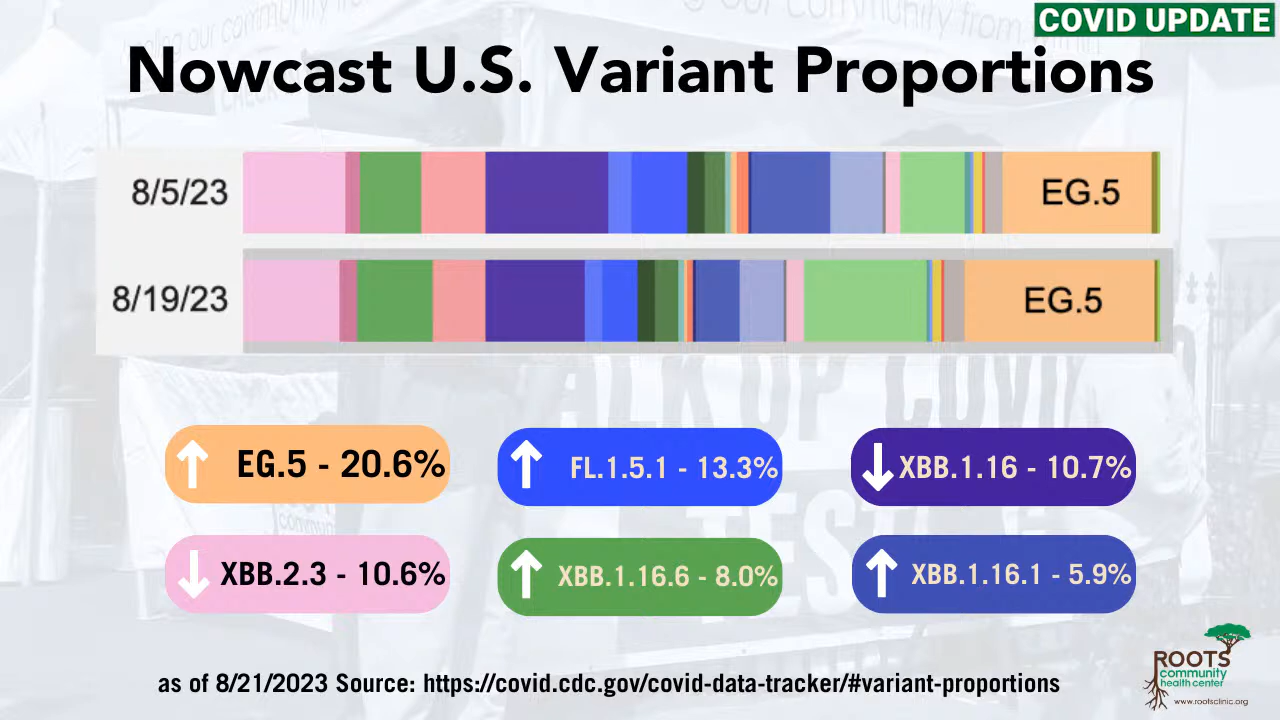 COVID UPDATE
Nowcast U.S. Variant Proportions
8/5/23
EG.5
8/19/23
EG.5
EG.5 - 20.6%
FL.1.5.1 - 13.3%
XBB.1.16 - 10.7%
XBB.2.3 - 10.6%
XBB.1.16.6 - 8.0%
XBB.1.16.1 - 5.9%
as of 8/21/2023 Source: https://covid.cdc.gov/covid-data-tracker/#variant-proportions
ROOTS
community
health center
www.rootsclinic.org